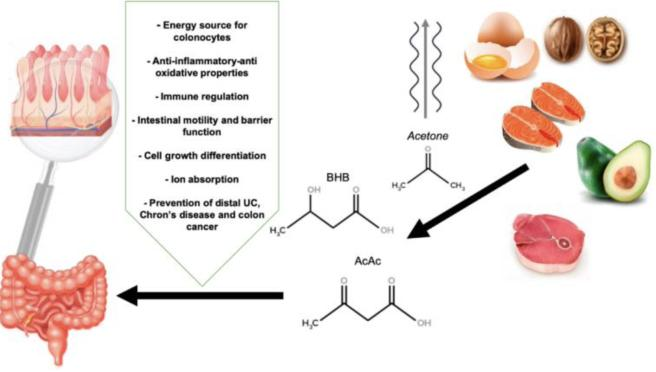 - Energy source for
colonocytes
- Anti-inflammatory-anti
oxidative properties
- Immune regulation
- Intestinal motility and barrier
function
- Cell growth differentiation
- Ion absorption
- Prevention of distal UC,
Chron's disease and colon
cancer
Acetone
O
H₃C CH₃
BHB
OH O
H₃C OH
AcAc
O O
H₃C OH